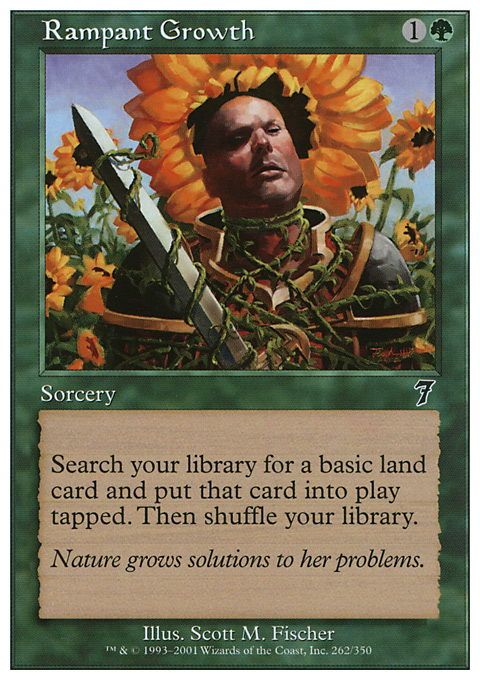 Rampant Growth 1
Sorcery 7
Search your library for a basic land
card and put that card into play
tapped. Then shuffle your library.
Nature grows solutions to her problems.
Illus. Scott M. Fischer
™ & © 1993–2001 Wizards of the Coast, Inc. 262/350